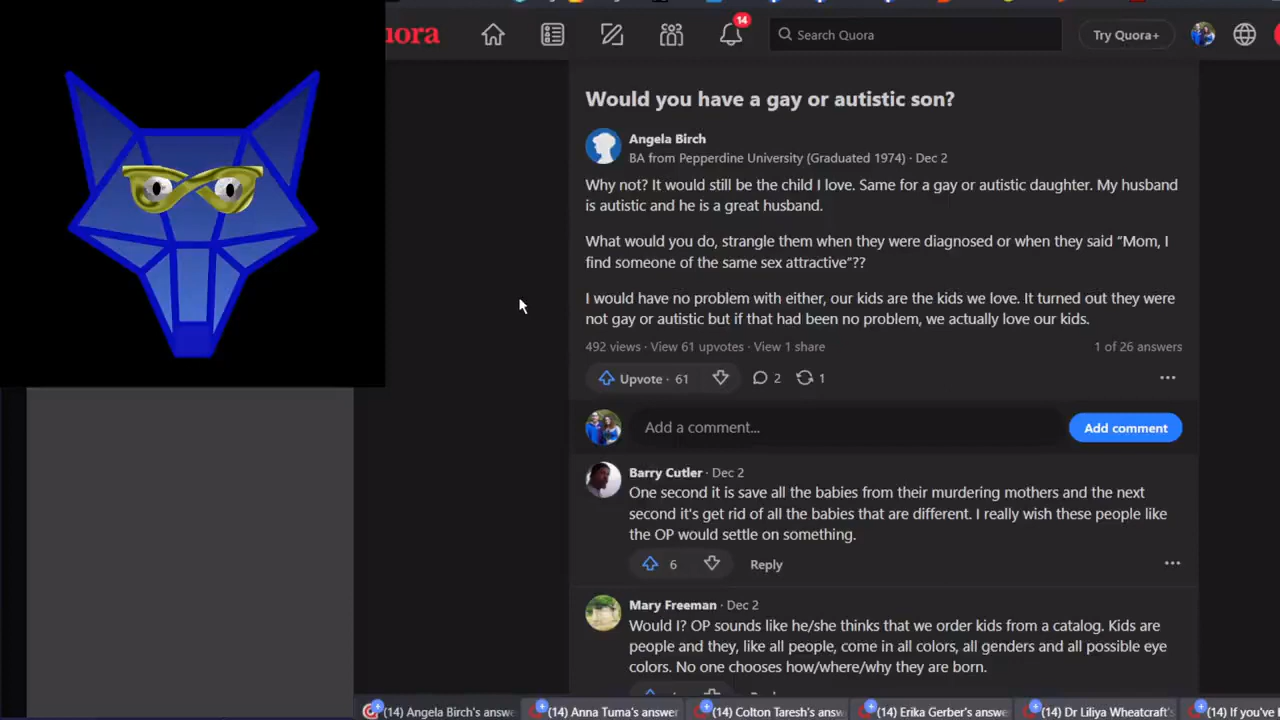 uora
14
Search Quora
Try Quora+
Would you have a gay or autistic son?
Angela Birch
BA from Pepperdine University (Graduated 1974) · Dec 2
Why not? It would still be the child I love. Same for a gay or autistic daughter. My husband
is autistic and he is a great husband.
What would you do, strangle them when they were diagnosed or when they said “Mom, I
find someone of the same sex attractive”??
I would have no problem with either, our kids are the kids we love. It turned out they were
not gay or autistic but if that had been no problem, we actually love our kids.
492 views · View 61 upvotes · View 1 share
1 of 26 answers
Upvote · 61
2
1
Add a comment...
Add comment
Barry Cutler · Dec 2
One second it is save all the babies from their murdering mothers and the next
second it's get rid of all the babies that are different. I really wish these people like
the OP would settle on something.
6
Reply
Mary Freeman · Dec 2
Would I? OP sounds like he/she thinks that we order kids from a catalog. Kids are
people and they, like all people, come in all colors, all genders and all possible eye
colors. No one chooses how/where/why they are born.
(14) Angela Birch's answe
(14) Anna Tuma's answer
(14) Colton Taresh's answ
(14) Erika Gerber's answe
(14) Dr Liliya Wheatcraft's
(14) If you've